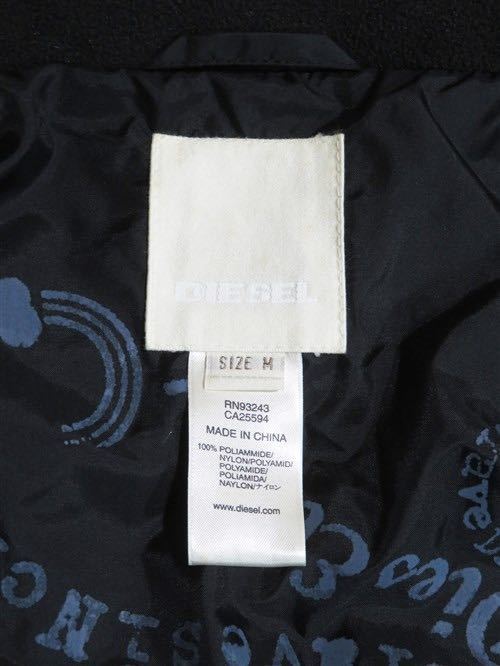 DIESEL
SIZE M
RN93243
CA25594
MADE IN CHINA
100% POLIAMMIDE/
NYLON/POLYAMID/
POLYAMIDE/
POLIAMIDA/
NAYLON/ナイロン
www.diesel.com
Dies